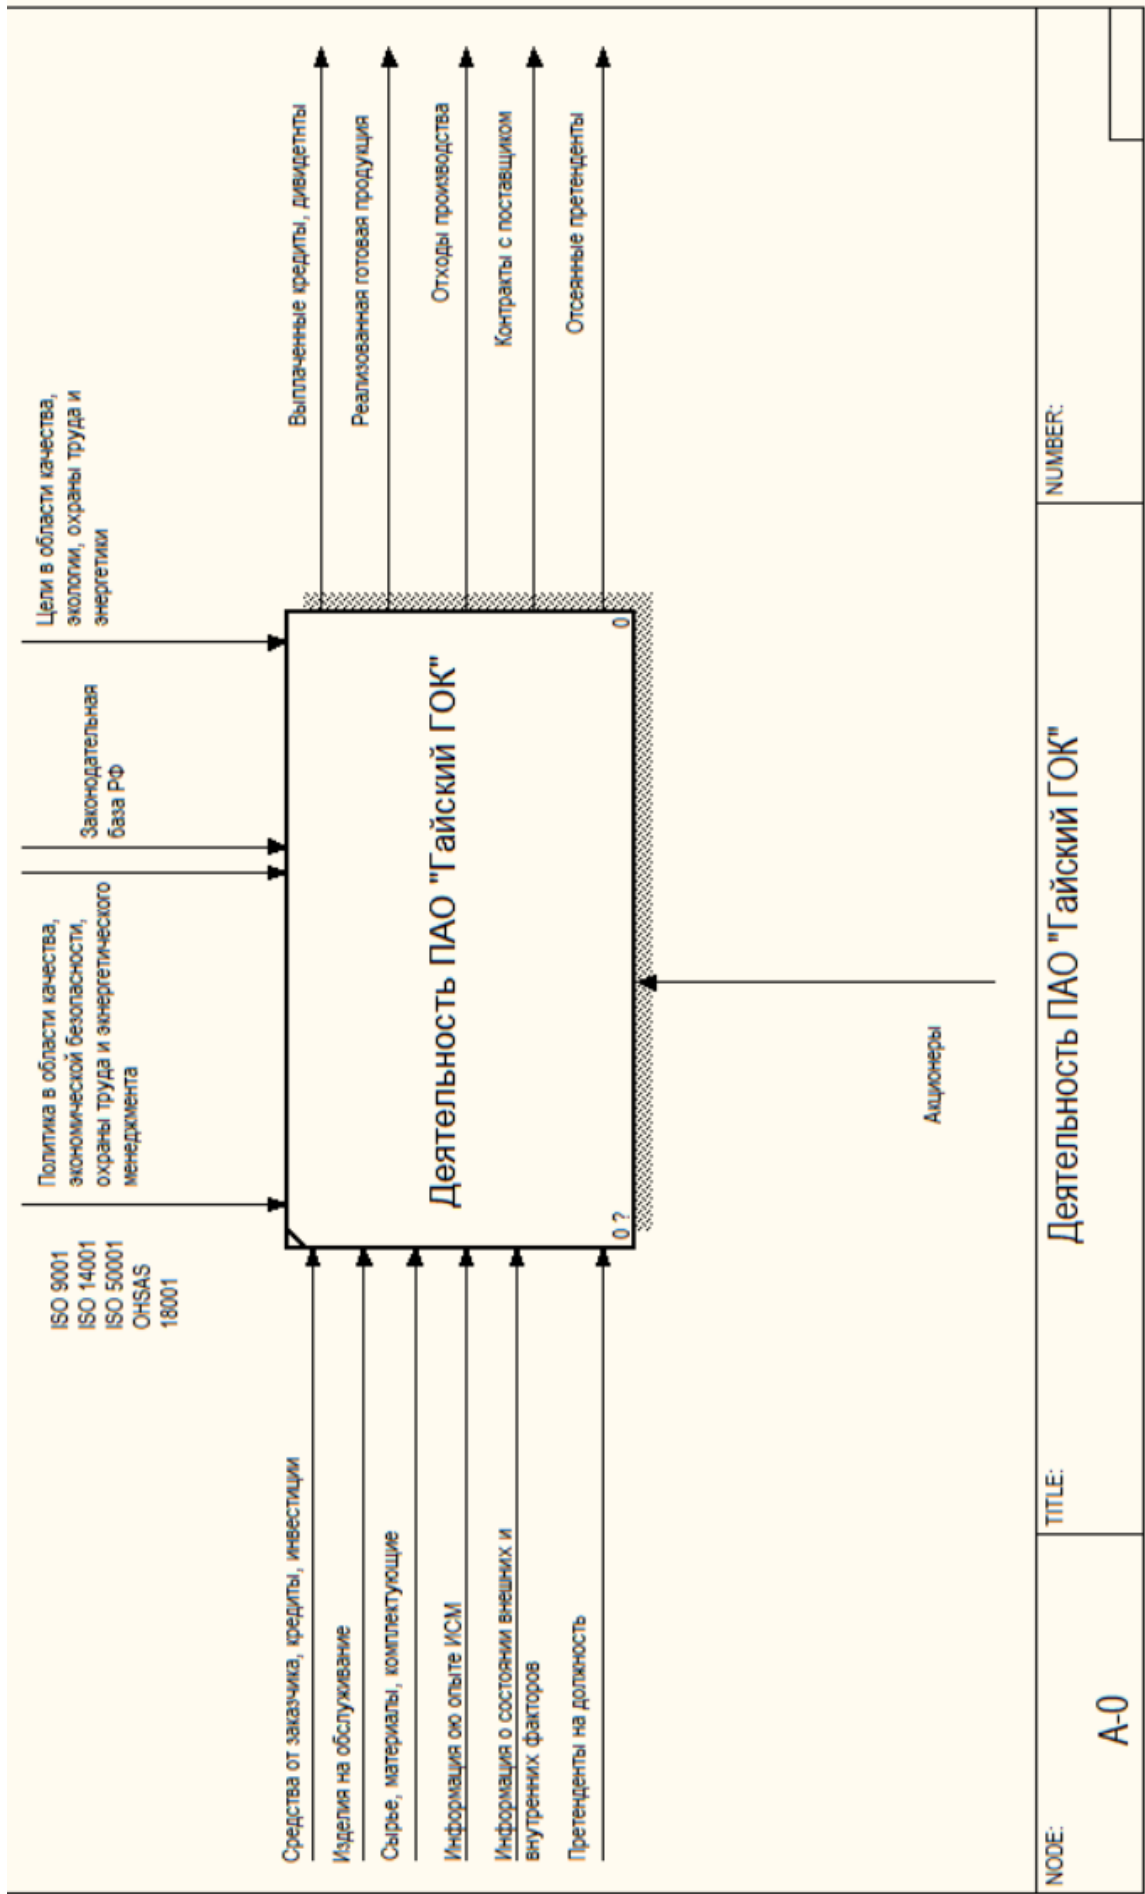 ISO 9001
ISO 14001
ISO 50001
OHSAS
18001
Политика в области качества,
экономической безопасности,
охраны труда и экнергетического
менеджмента
Законодательная
база РФ
Цели в области качества,
экологии, охраны труда и
энергетики
Средства от заказчика, кредиты, инвестиции
Изделия на обслуживание
Сырье, материалы, комплектующие
Информация ою опыте ИСМ
Информация о состоянии внешних и
внутренних факторов
Претенденты на должность
Деятельность ПАО "Гайский ГОК"
0 ?
0
Выплаченные кредиты, дивидетнты
Реализованная готовая продукция
Отходы производства
Контракты с поставщиком
Отсеянные претенденты
Акционеры
NODE:
A-0
TITLE:
Деятельность ПАО "Гайский ГОК"
NUMBER: